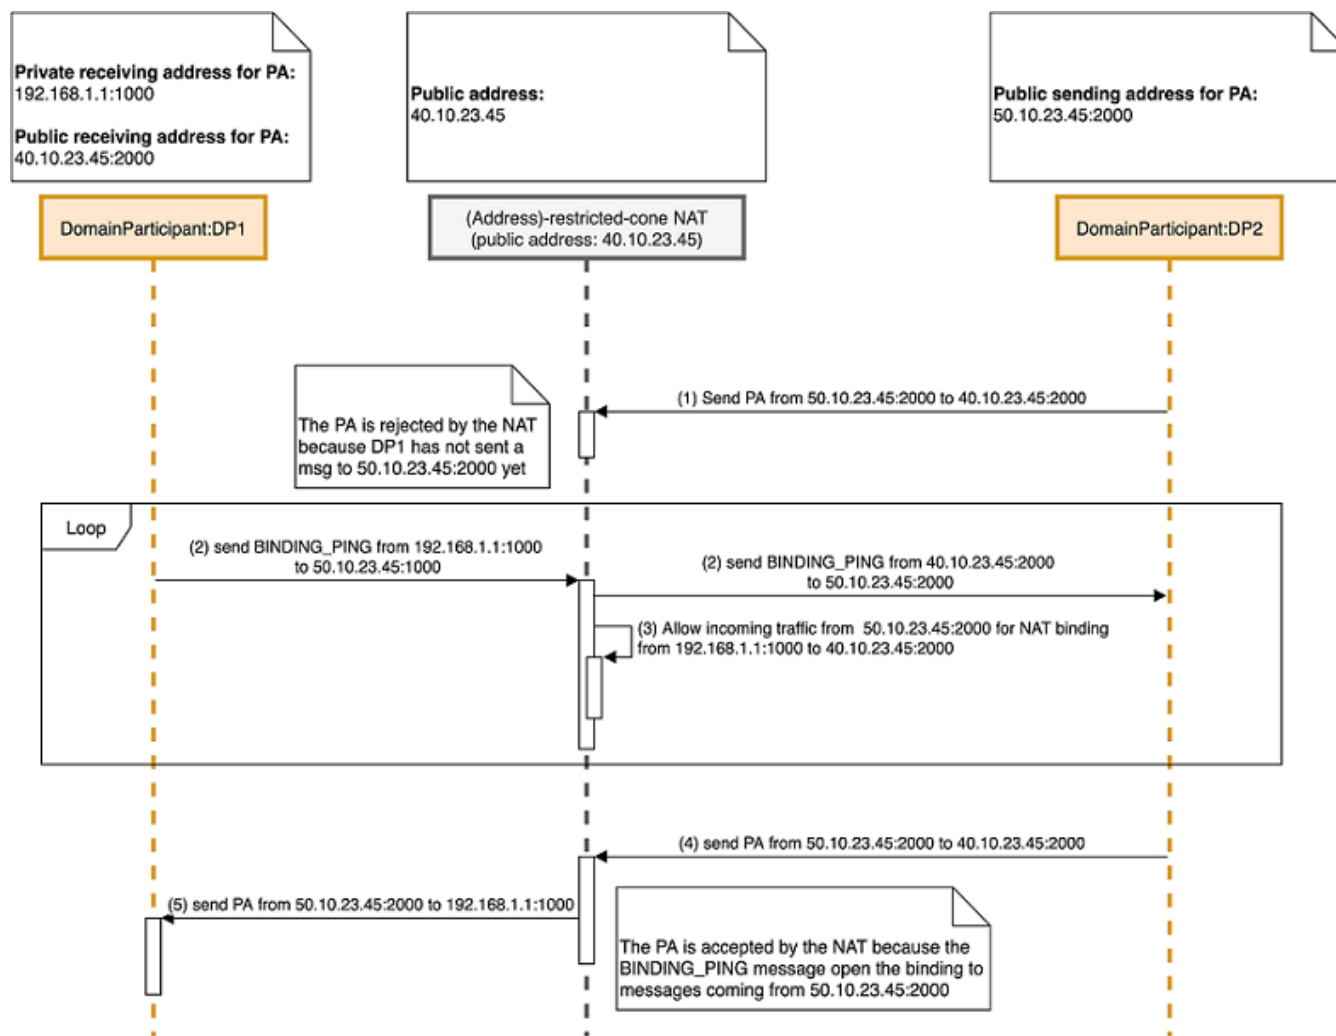 Private receiving address for PA:
192.168.1.1:1000
Public receiving address for PA:
40.10.23.45:2000
Public address:
40.10.23.45
Public sending address for PA:
50.10.23.45:2000
DomainParticipant:DP1
(Address)-restricted-cone NAT
(public address: 40.10.23.45)
DomainParticipant:DP2
(1) Send PA from 50.10.23.45:2000 to 40.10.23.45:2000
The PA is rejected by the NAT
because DP1 has not sent a
msg to 50.10.23.45:2000 yet
Loop
(2) send BINDING_PING from 192.168.1.1:1000
to 50.10.23.45:1000
(2) send BINDING_PING from 40.10.23.45:2000
to 50.10.23.45:2000
(3) Allow incoming traffic from 50.10.23.45:2000 for NAT binding
from 192.168.1.1:1000 to 40.10.23.45:2000
(4) send PA from 50.10.23.45:2000 to 40.10.23.45:2000
(5) send PA from 50.10.23.45:2000 to 192.168.1.1:1000
The PA is accepted by the NAT because the
BINDING_PING message open the binding to
messages coming from 50.10.23.45:2000